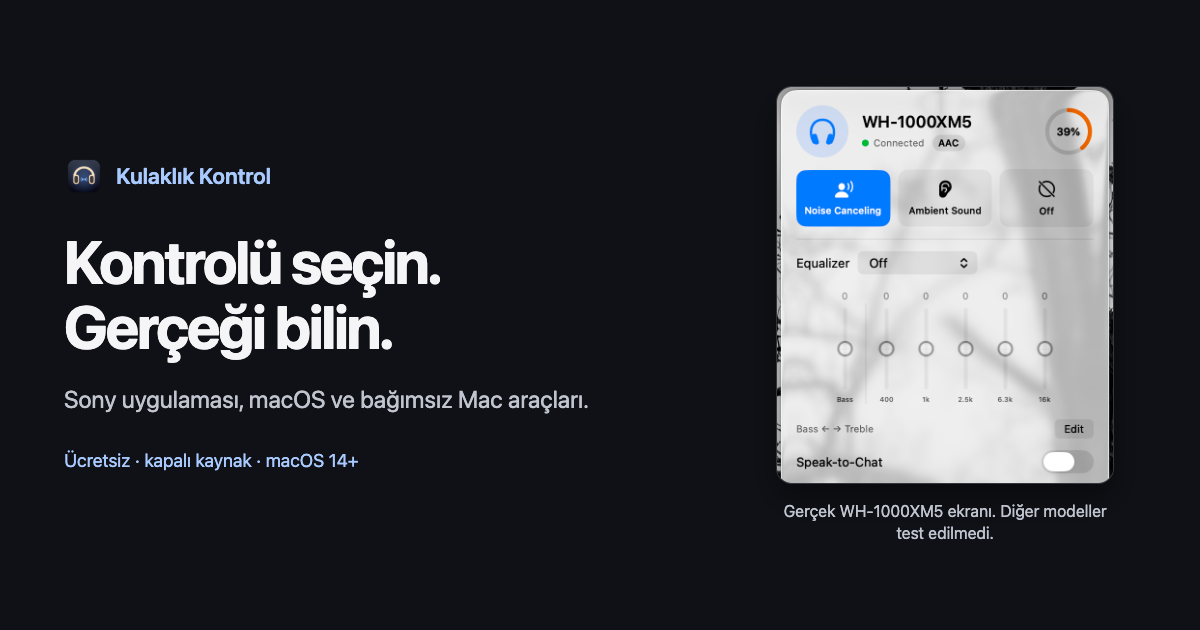 Kulaklık Kontrol
Kontrolü seçin.
Gerçeği bilin.
Sony uygulaması, macOS ve bağımsız Mac araçları.
Ücretsiz · kapalı kaynak · macOS 14+
WH-1000XM5
Connected AAC
39%
Noise Canceling
Ambient Sound
Off
Equalizer Off
0 0 0 0 0 0
Bass 400 1k 2.5k 6.3k 16k
Bass ← → Treble
Edit
Speak-to-Chat
Gerçek WH-1000XM5 ekranı. Diğer modeller
test edilmedi.